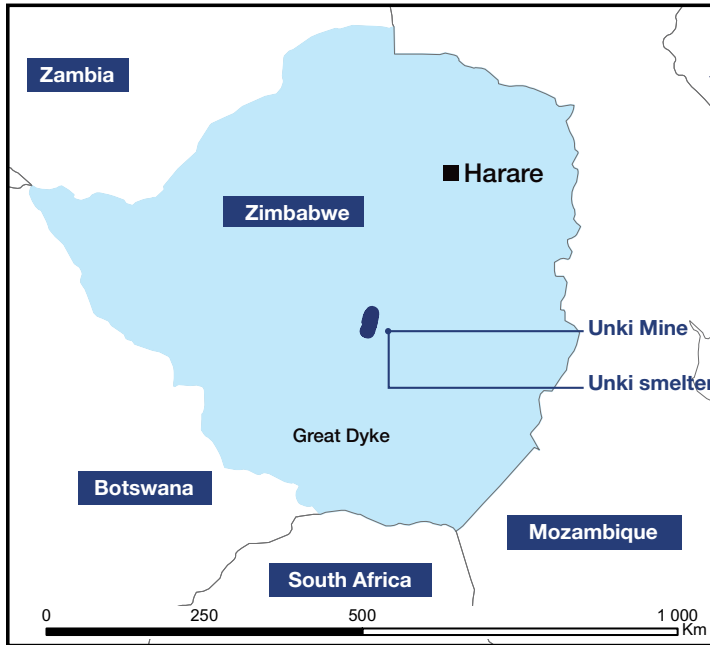 Zambia
Harare
Zimbabwe
Unki Mine
Unki smelter
Great Dyke
Botswana
Mozambique
South Africa
0 250 500 1 000
Km